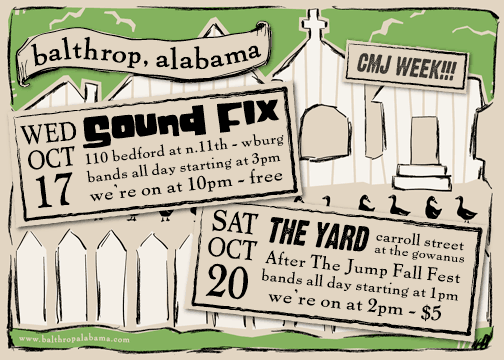 balthrop, alabama
CMJ WEEK!!!
WED
OCT
17
Sound Fix
110 bedford at n.11th - wburg
bands all day starting at 3pm
we're on at 10pm - free
SAT
OCT
20
THE YARD
carroll street
at the gowanus
After The Jump Fall Fest
bands all day starting at 1pm
we're on at 2pm - $5
www.balthropalabama.com